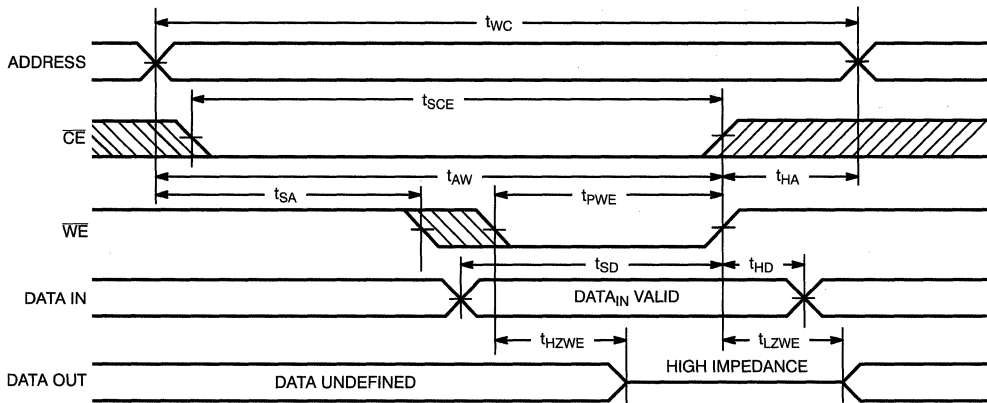 tWC
ADDRESS
tSCE
CE
tAW
tHA
tSA
tPWE
WE
tSD
tHD
DATA IN
DATAIN VALID
tHZWE
tLZWE
HIGH IMPEDANCE
DATA OUT
DATA UNDEFINED